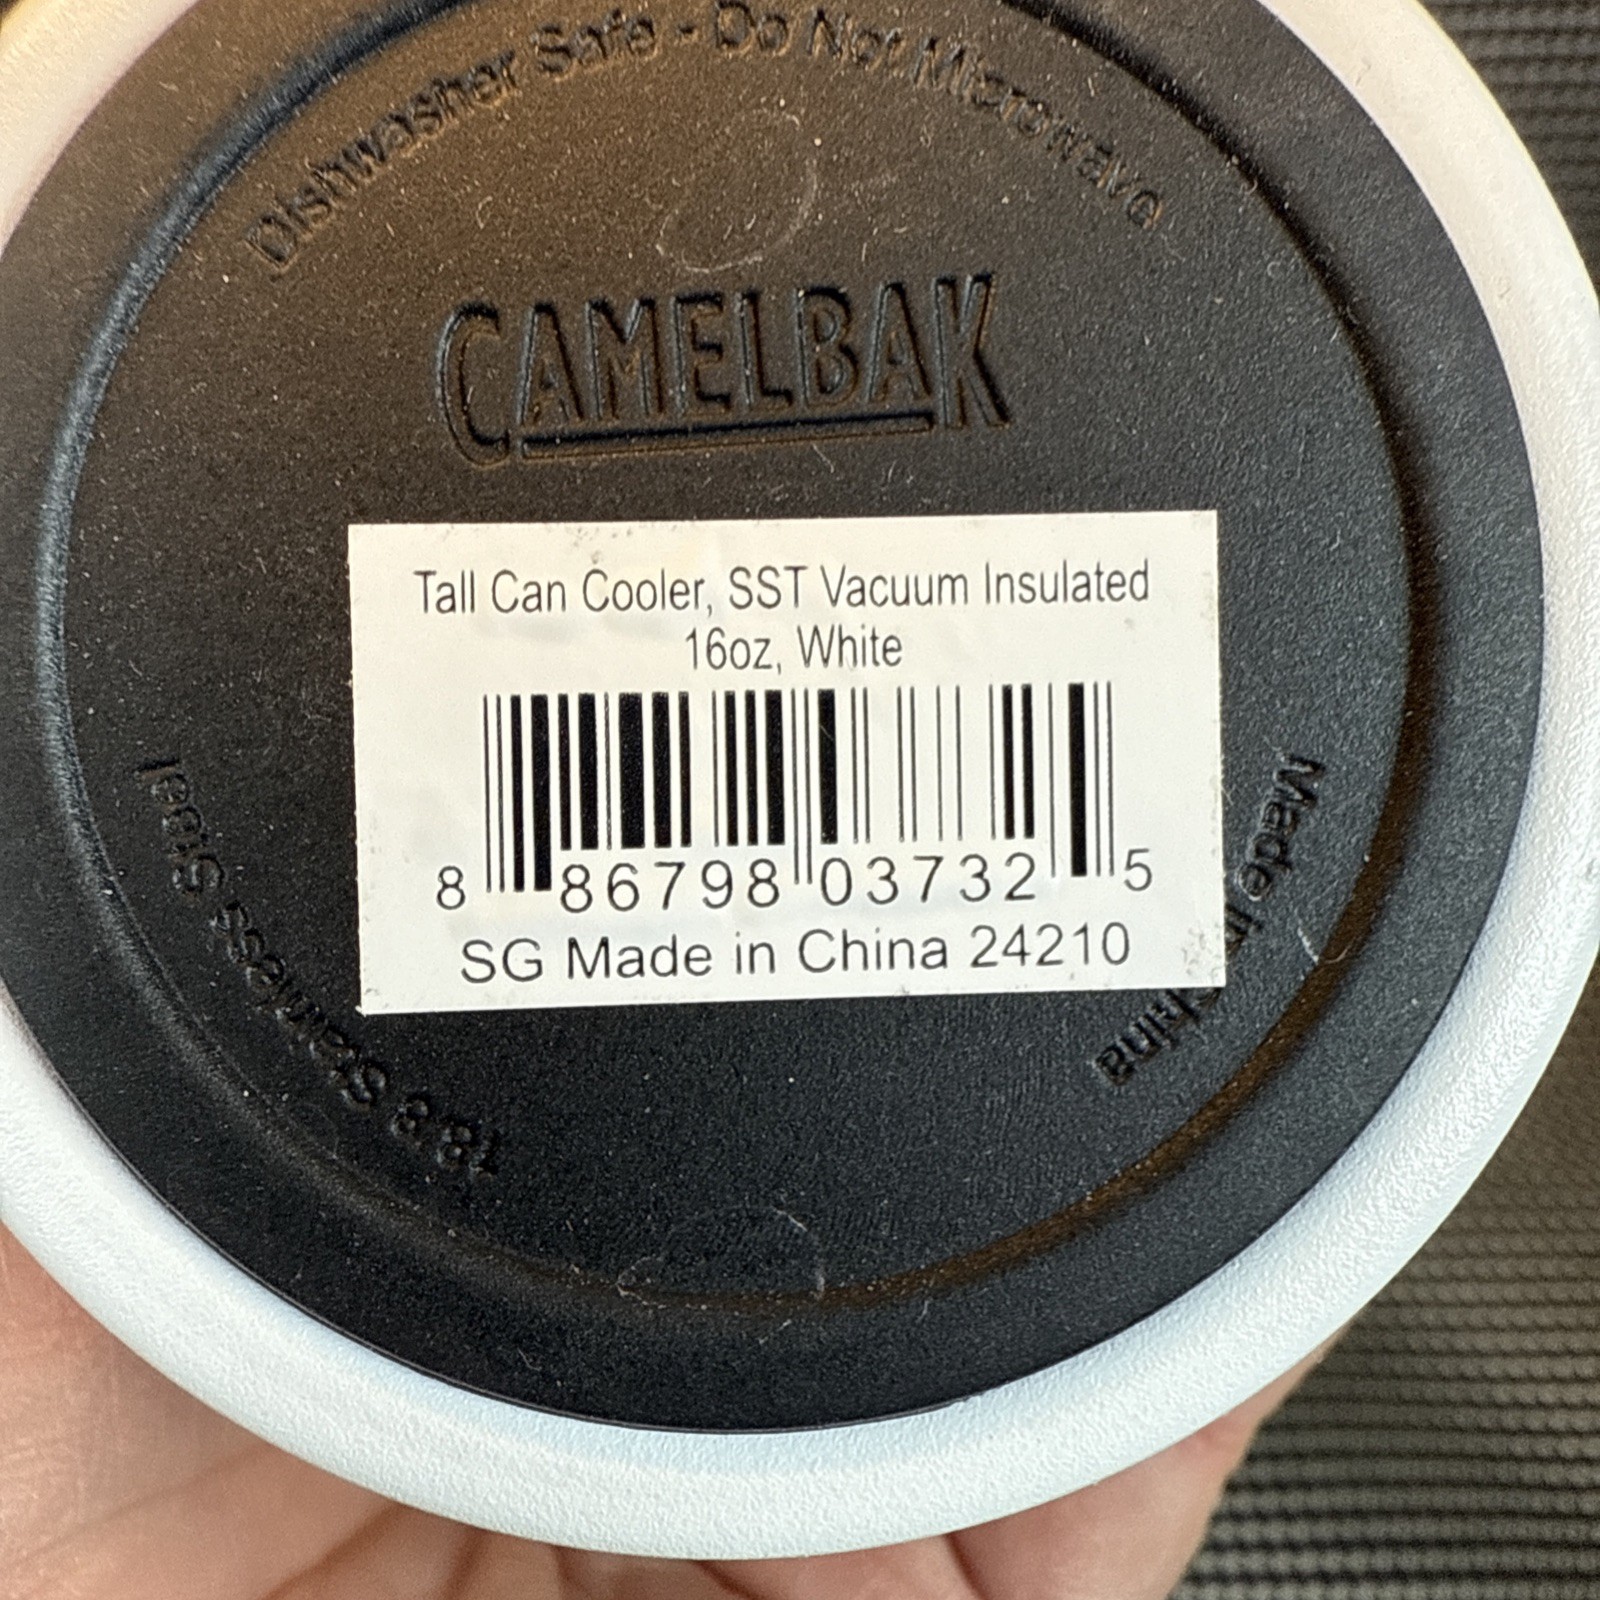 Dishwasher Safe - Do Not Microwave
CAMELBAK
Tall Can Cooler, SST Vacuum Insulated
16oz, White
8 86798 03732 5
SG Made in China 24210
Made In China
18/8 Stainless Steel